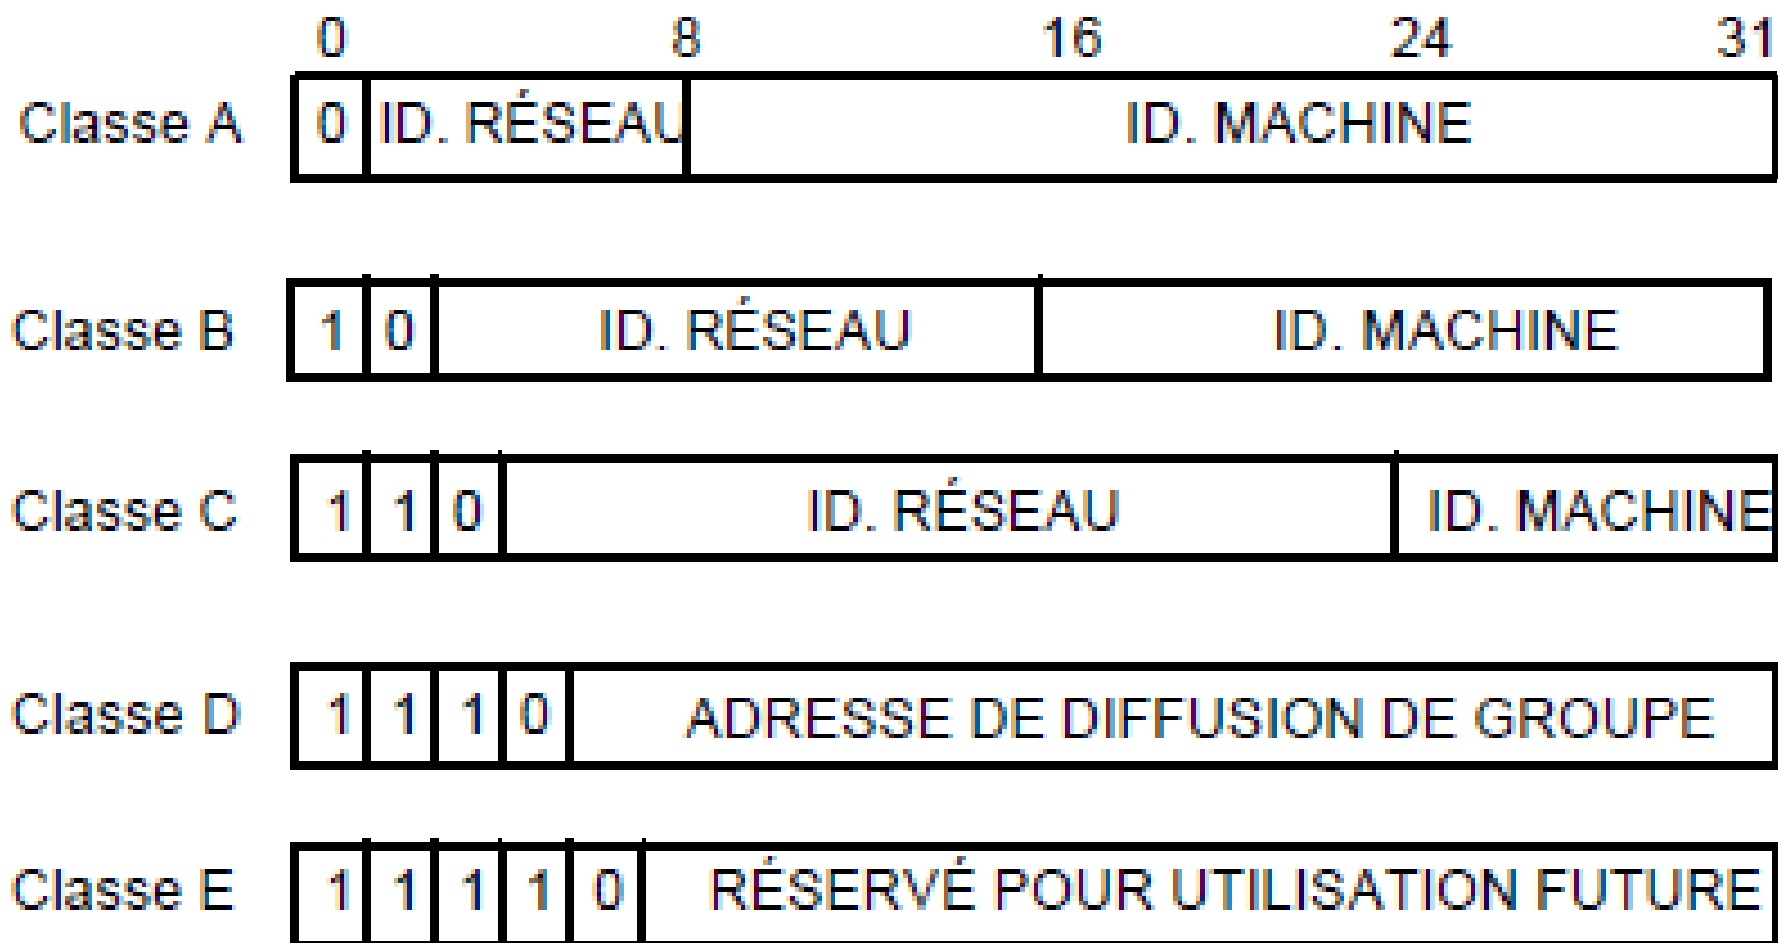 0 8 16 24 31
Classe A 0 ID. RÉSEAU ID. MACHINE
Classe B 1 0 ID. RÉSEAU ID. MACHINE
Classe C 1 1 0 ID. RÉSEAU ID. MACHINE
Classe D 1 1 1 0 ADRESSE DE DIFFUSION DE GROUPE
Classe E 1 1 1 1 0 RÉSERVÉ POUR UTILISATION FUTURE